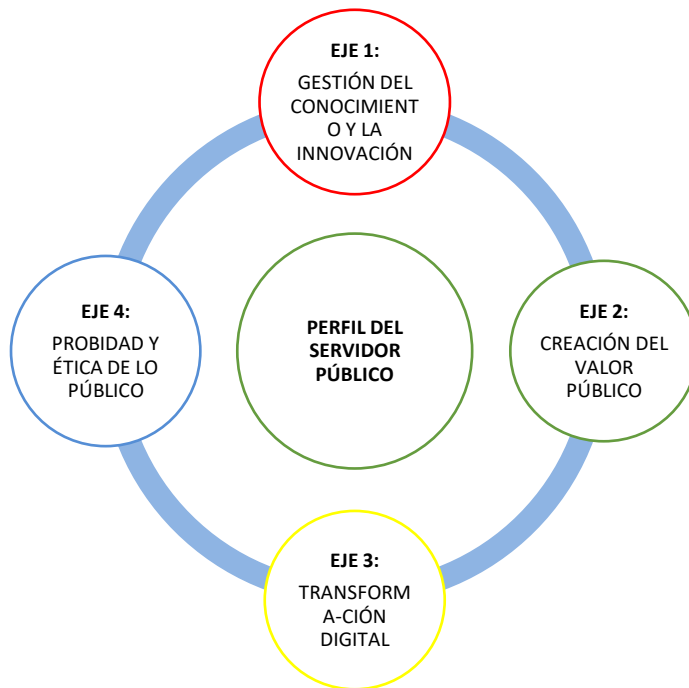 EJE 1:
GESTIÓN DEL
CONOCIMIENT
O Y LA
INNOVACIÓN
EJE 4:
PROBIDAD Y
ÉTICA DE LO
PÚBLICO
PERFIL DEL
SERVIDOR
PÚBLICO
EJE 2:
CREACIÓN DEL
VALOR
PÚBLICO
EJE 3:
TRANSFORM
A-CIÓN
DIGITAL